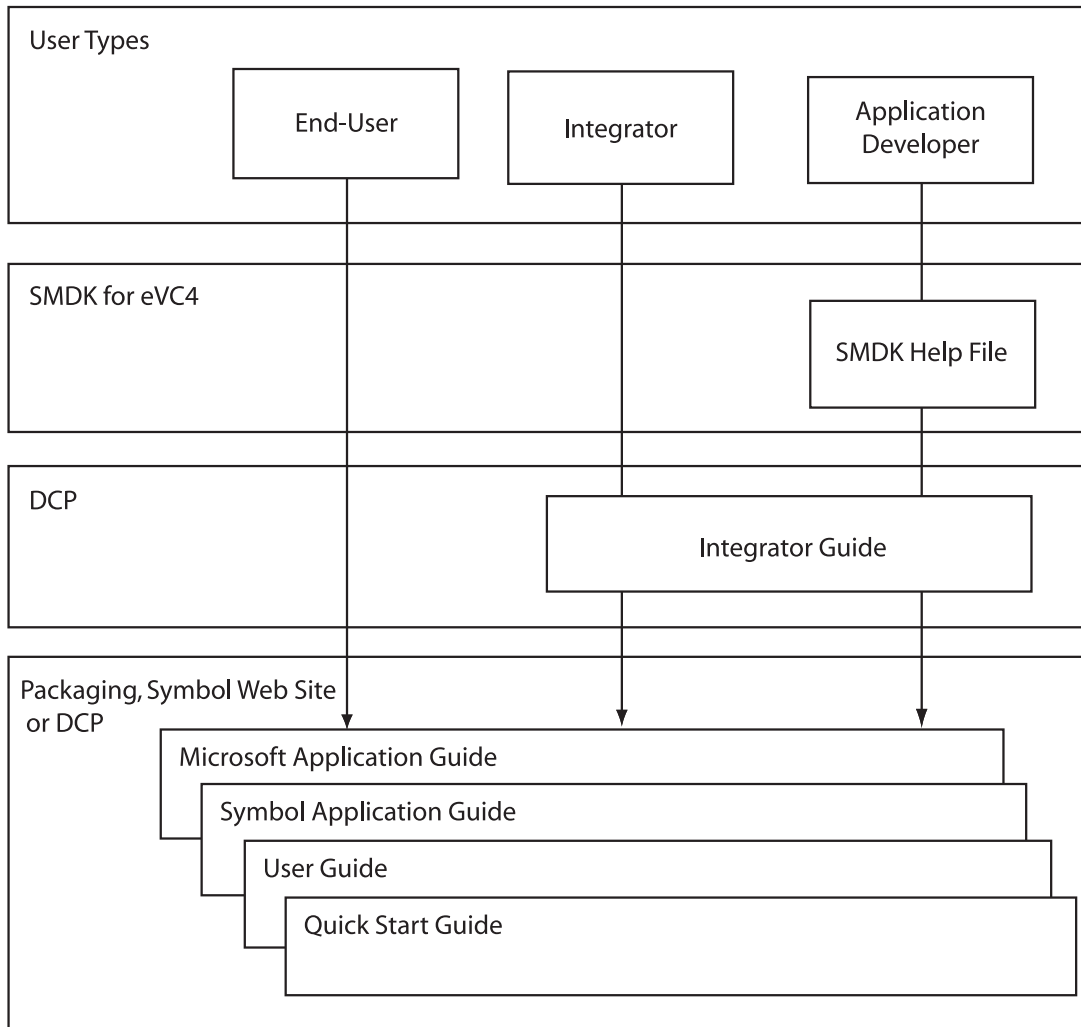 User Types
End-User
Integrator
Application
Developer
SMDK for eVC4
SMDK Help File
DCP
Integrator Guide
Packaging, Symbol Web Site
or DCP
Microsoft Application Guide
Symbol Application Guide
User Guide
Quick Start Guide